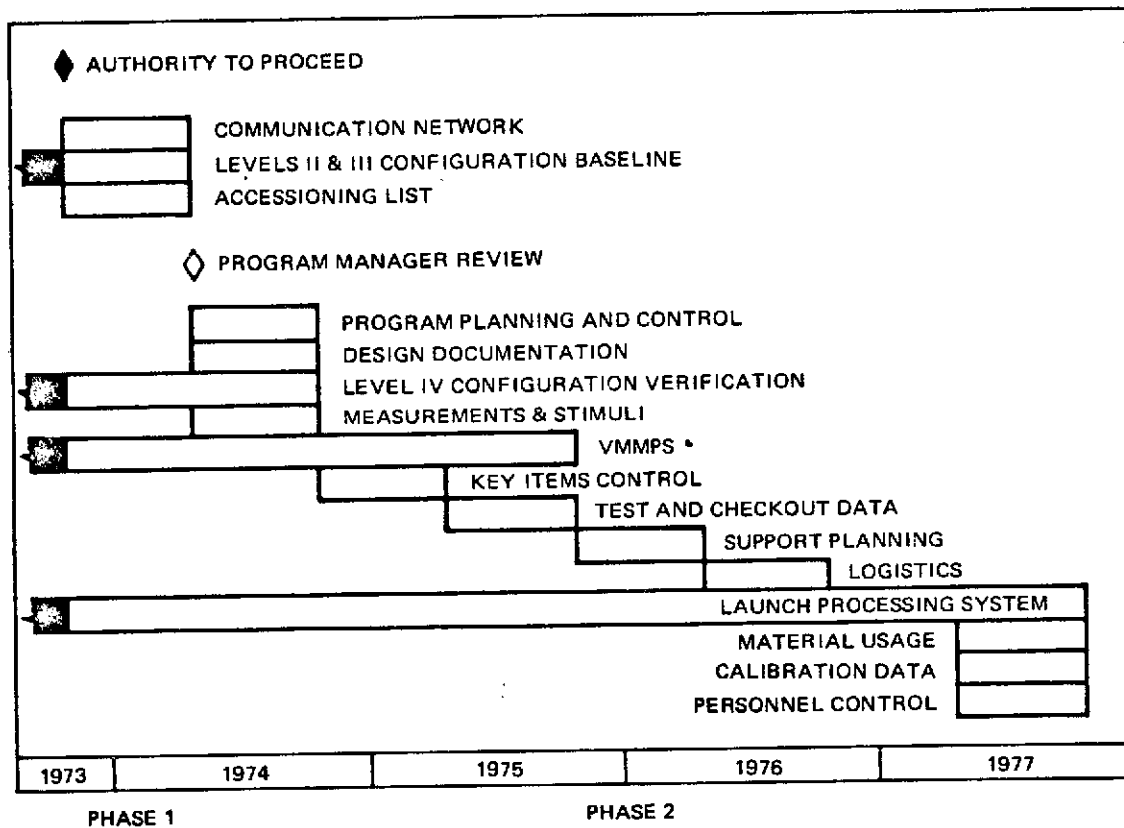 AUTHORITY TO PROCEED
COMMUNICATION NETWORK
LEVELS II & III CONFIGURATION BASELINE
ACCESSIONING LIST
PROGRAM MANAGER REVIEW
PROGRAM PLANNING AND CONTROL
DESIGN DOCUMENTATION
LEVEL IV CONFIGURATION VERIFICATION
MEASUREMENTS & STIMULI
VMMPS *
KEY ITEMS CONTROL
TEST AND CHECKOUT DATA
SUPPORT PLANNING
LOGISTICS
LAUNCH PROCESSING SYSTEM
MATERIAL USAGE
CALIBRATION DATA
PERSONNEL CONTROL
1973 1974 1975 1976 1977
PHASE 1 PHASE 2